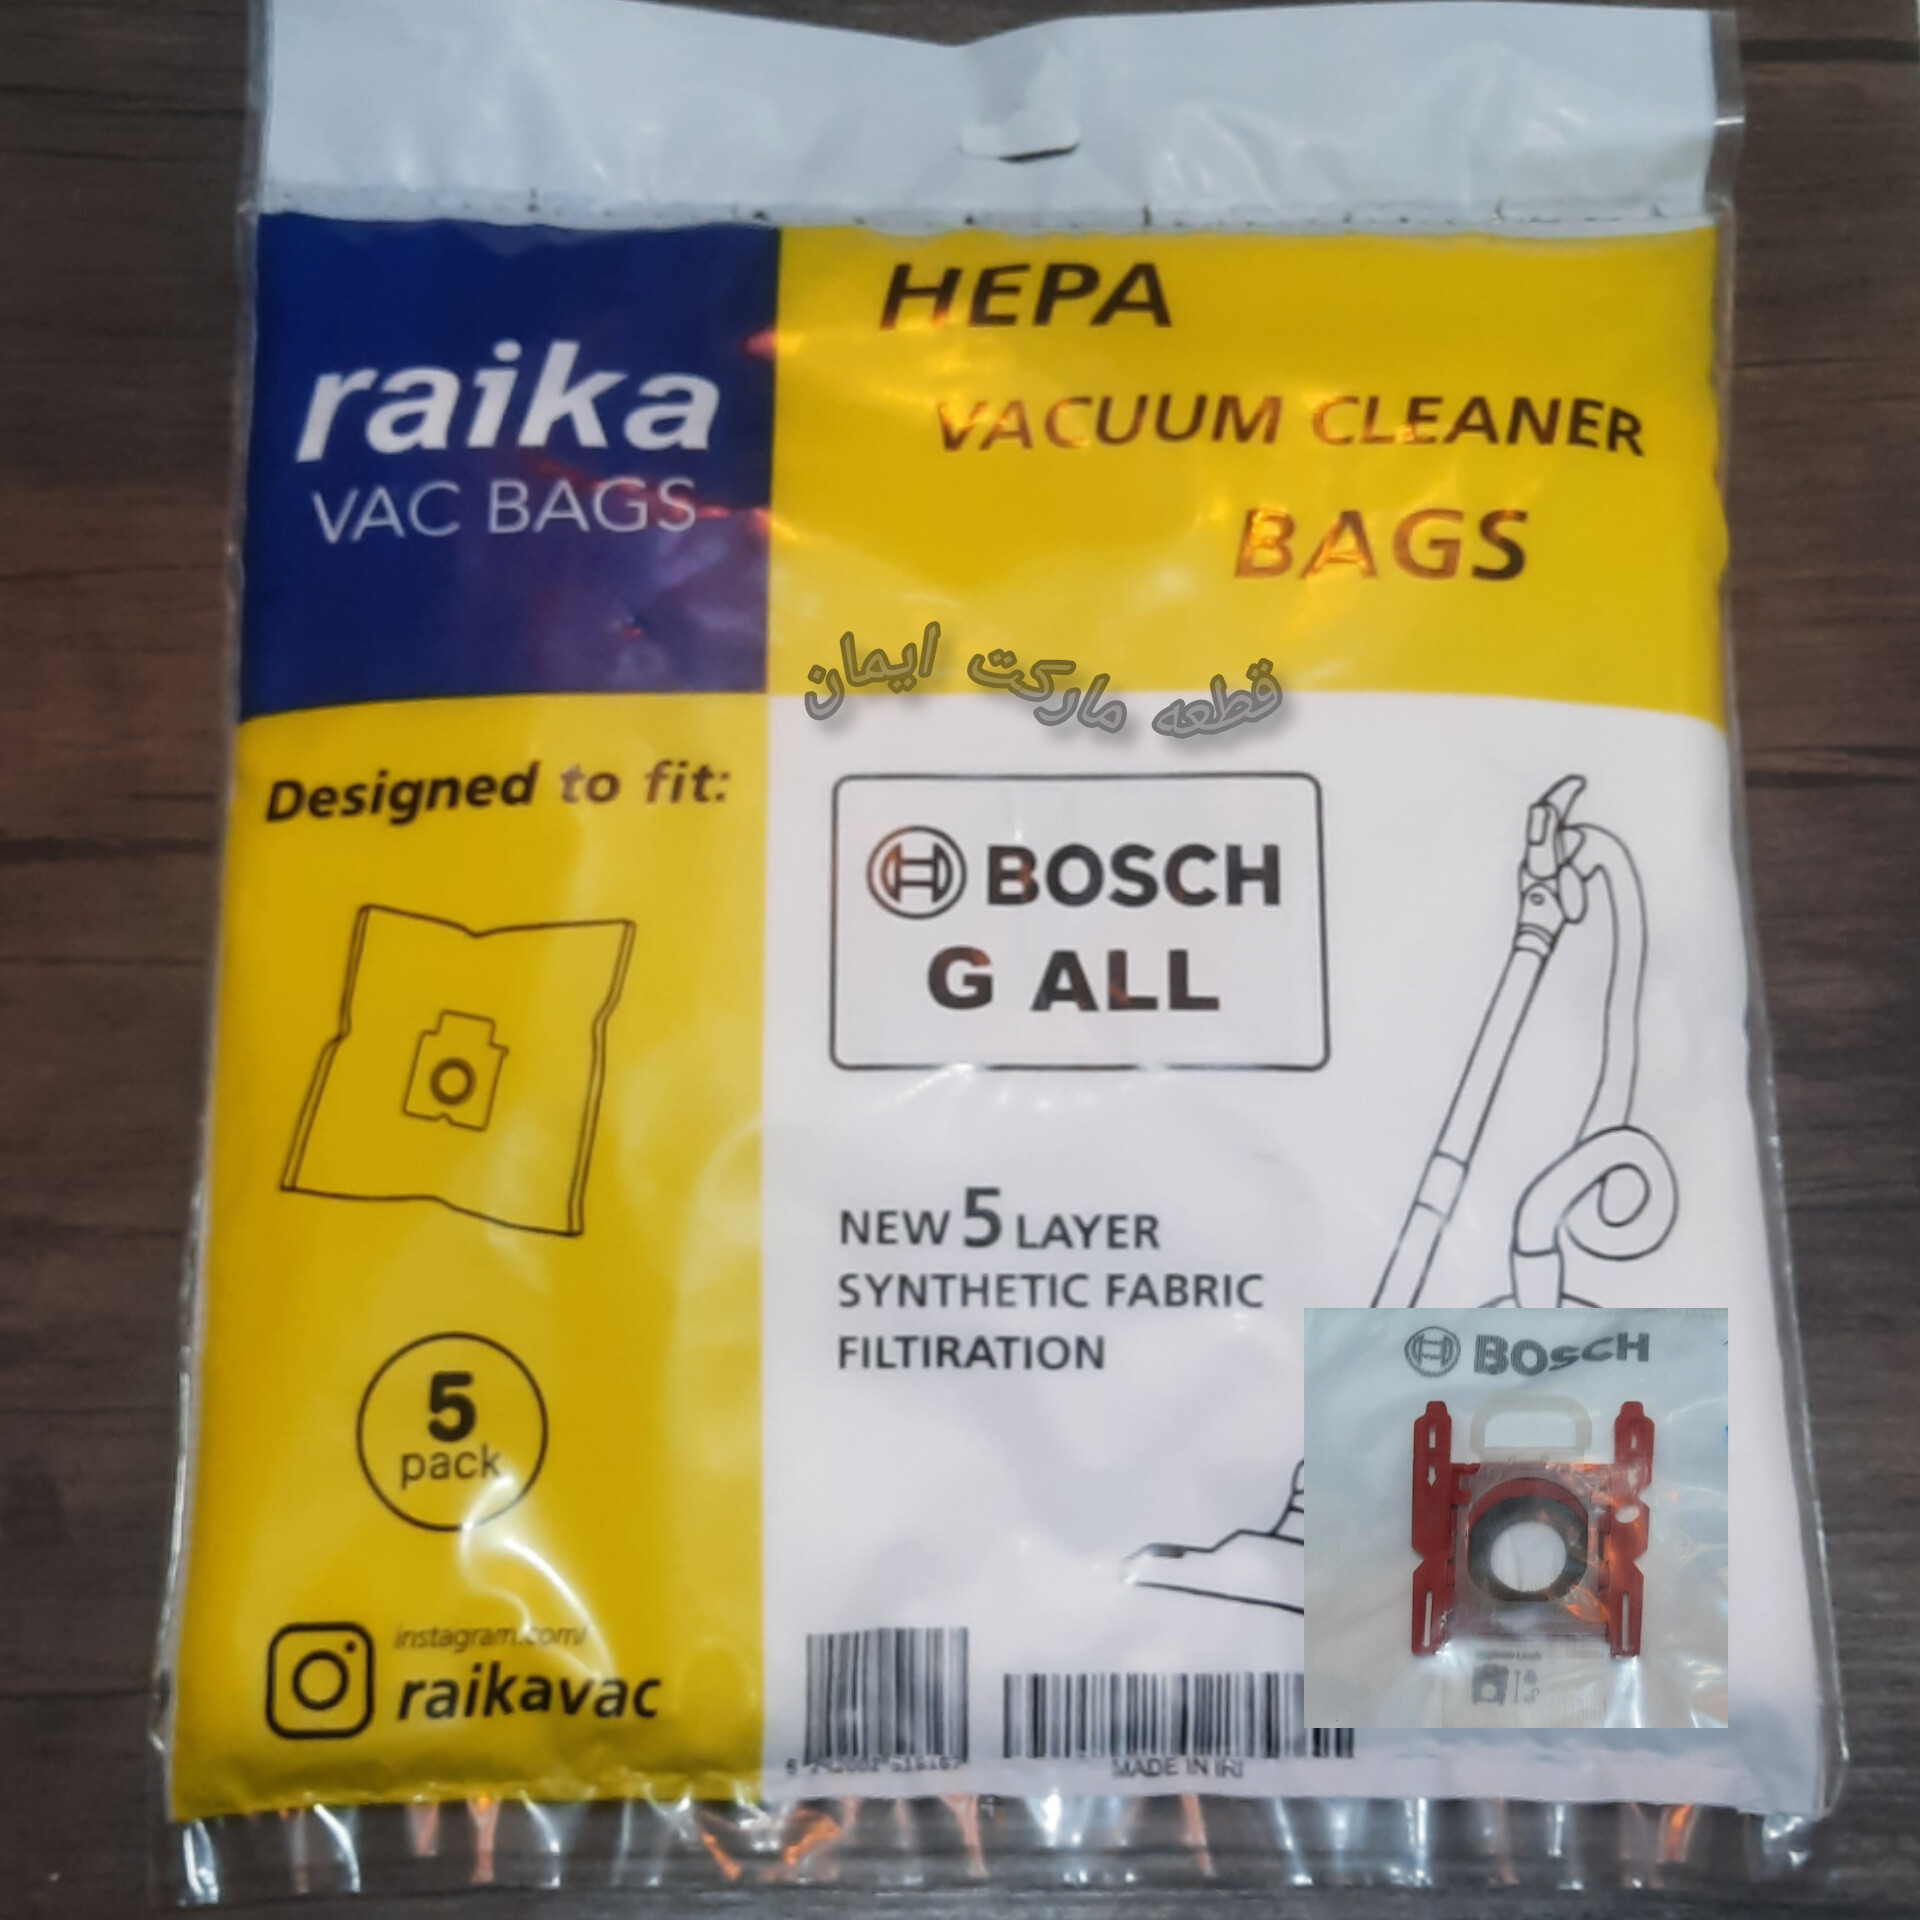 raika
VAC BAGS
HEPA
VACUUM CLEANER
BAGS
قطعه مارکت ایمان
Designed to fit:
BOSCH
G ALL
NEW 5 LAYER
SYNTHETIC FABRIC
FILTIRATION
5
pack
instagram.com/
raikavac
MADE IN IRI
BOSCH